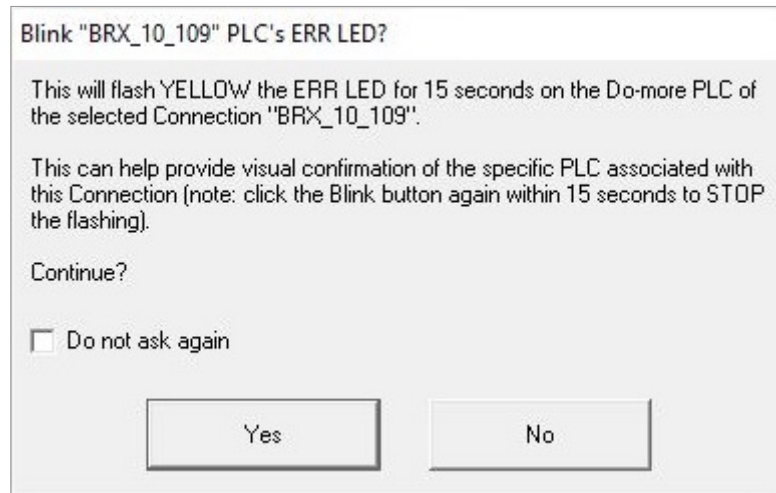 Blink "BRX_10_109" PLC's ERR LED?
This will flash YELLOW the ERR LED for 15 seconds on the Do-more PLC of
the selected Connection "BRX_10_109".
This can help provide visual confirmation of the specific PLC associated with
this Connection (note: click the Blink button again within 15 seconds to STOP
the flashing).
Continue?
Do not ask again
Yes
No